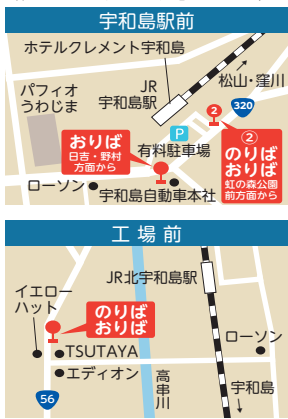 宇和島駅前
ホテルクレメント宇和島
JR
宇和島駅
松山・窪川
パフィオ
うわじま
320
2
P
有料駐車場
おりば
日吉・野村
方面から
②
のりば
おりば
虹の森公園
前方面から
ローソン
宇和島自動車本社
工場前
JR北宇和島駅
イエロー
ハット
のりば
おりば
ローソン
TSUTAYA
エディオン
高串川
宇和島
56